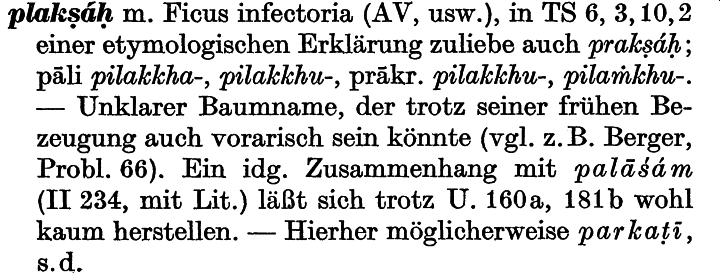 plakṣáḥ m. Ficus infectoria (AV, usw.), in TS 6, 3, 10, 2
einer etymologischen Erklärung zuliebe auch prakṣáḥ;
pāli pilakkha-, pilakkhu-, prākr. pilakkhu-, pilaṁkhu-.
— Unklarer Baumname, der trotz seiner frühen Be-
zeugung auch vorarisch sein könnte (vgl. z. B. Berger,
Probl. 66). Ein idg. Zusammenhang mit palāśám
(II 234, mit Lit.) läßt sich trotz U. 160a, 181b wohl
kaum herstellen. — Hierher möglicherweise parkaṭī,
s. d.